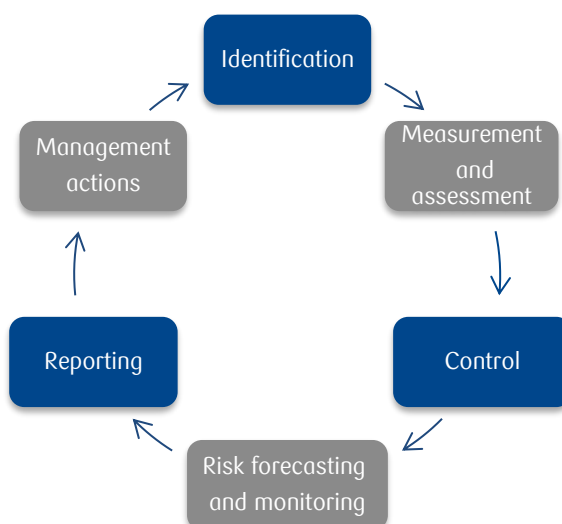 Identification
Measurement
and
assessment
Control
Risk forecasting
and monitoring
Reporting
Management
actions